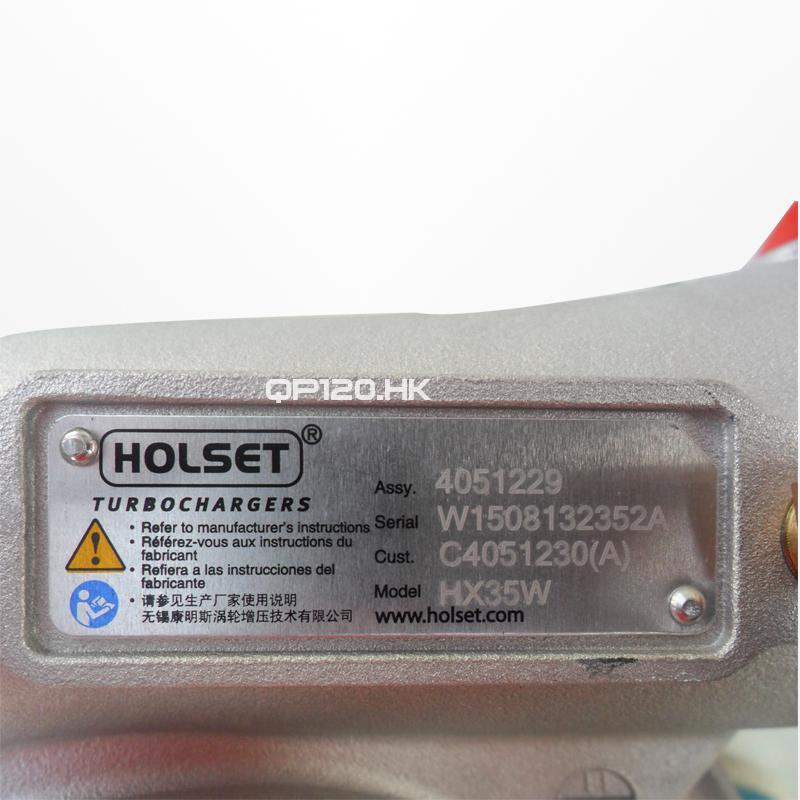 QP120.HK
HOLSET®
TURBOCHARGERS
• Refer to manufacturer's instructions
• Référez-vous aux instructions du
fabricant
• Refiera a las instrucciones del
fabricante
• 请参见生产厂家使用说明
无锡康明斯涡轮增压技术有限公司
Assy. 4051229
Serial W1508132352A
Cust. C4051230(A)
Model HX35W
www.holset.com